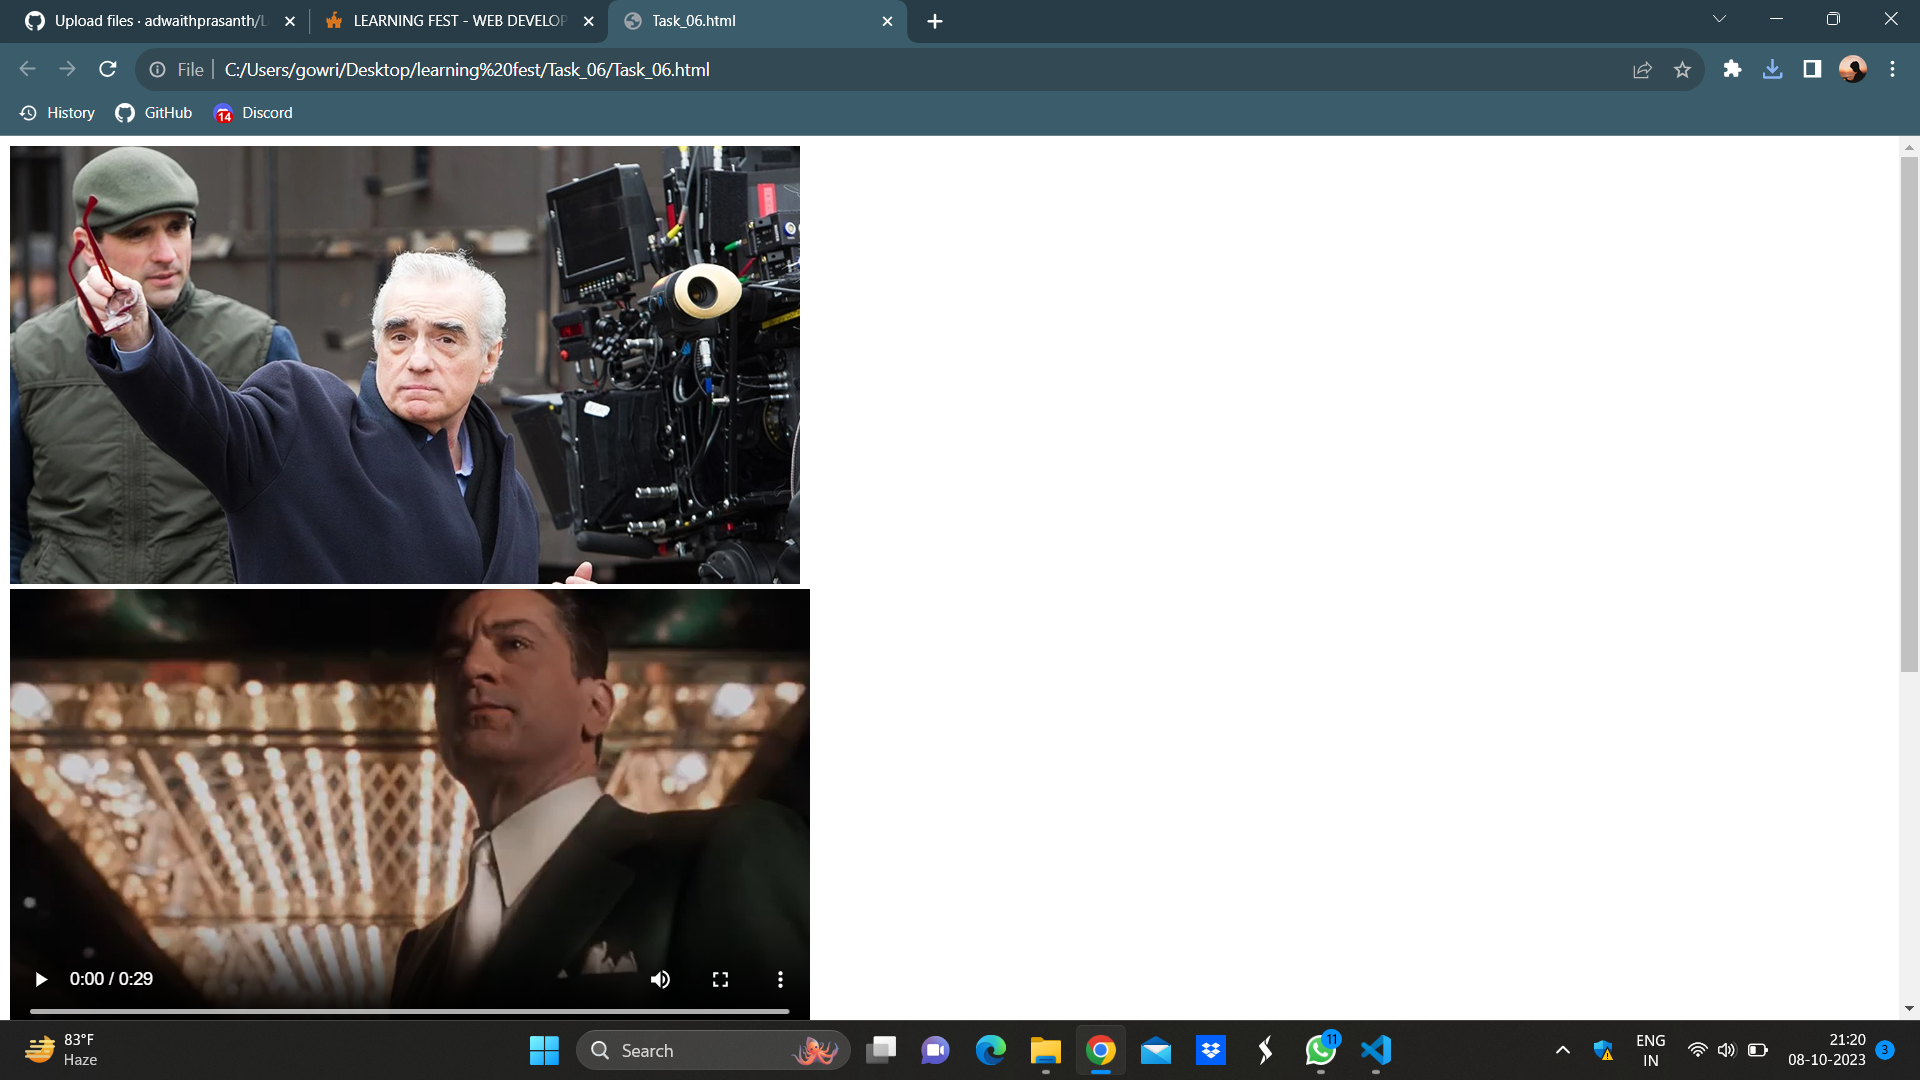 Upload files · adwaithprasanth/L
LEARNING FEST - WEB DEVELOP
Task_06.html
File
C:/Users/gowri/Desktop/learning%20fest/Task_06/Task_06.html
History
GitHub
14
Discord
0:00 / 0:29
83°F
Haze
Search
11
ENG
IN
21:20
08-10-2023
3